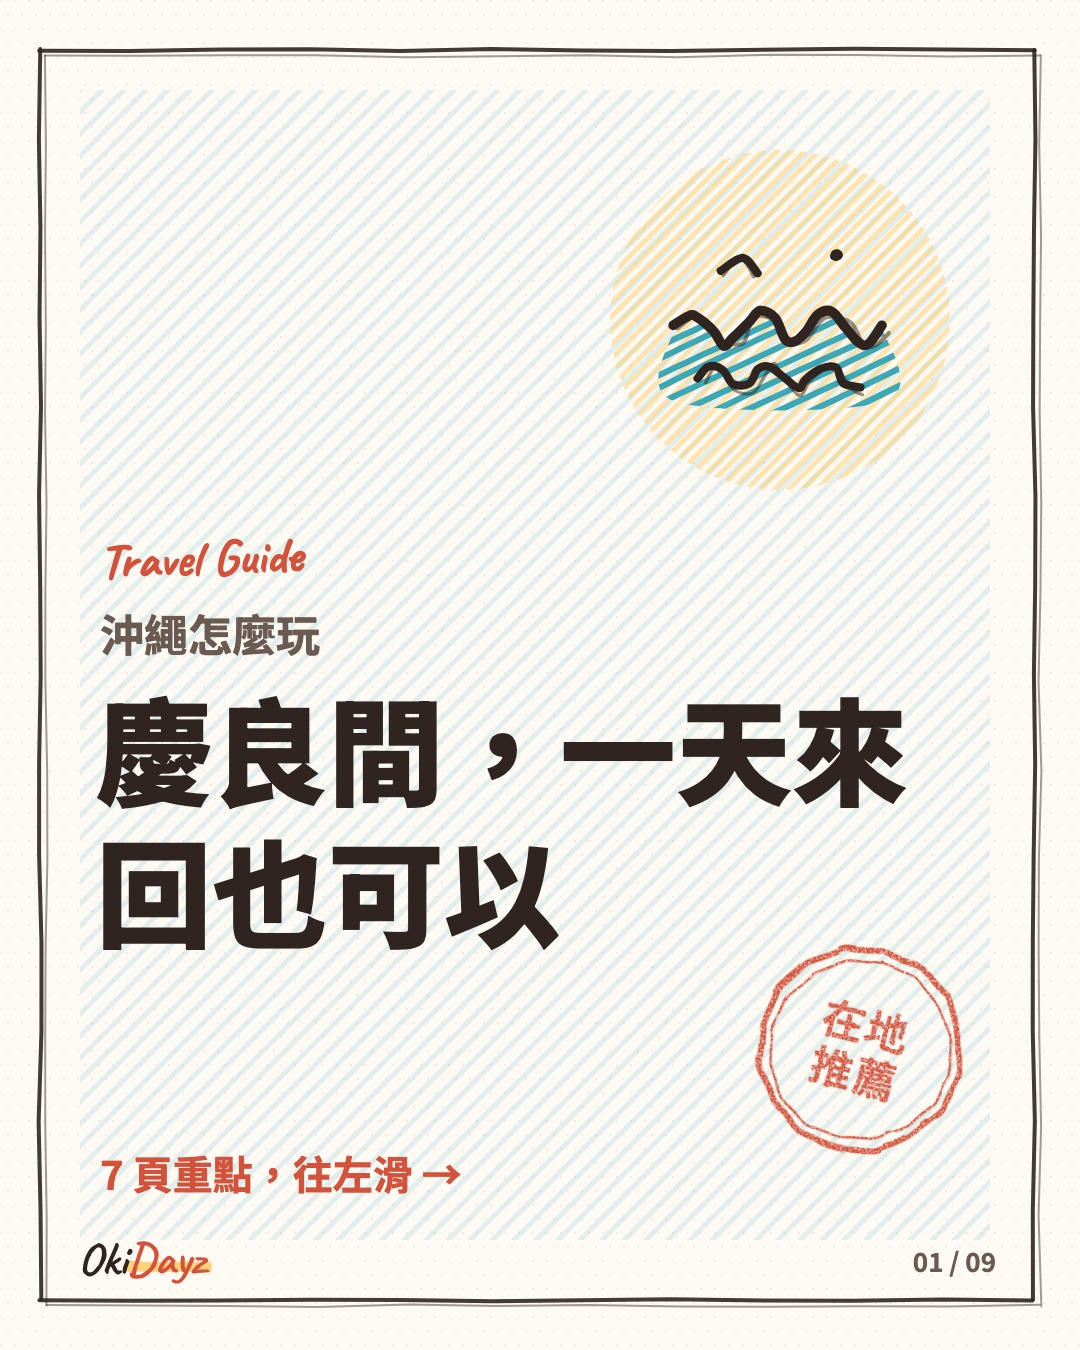 Travel Guide
沖繩怎麼玩
慶良間，一天來
回也可以
在地
推薦
7 頁重點，往左滑 →
OkiDayz
01 / 09